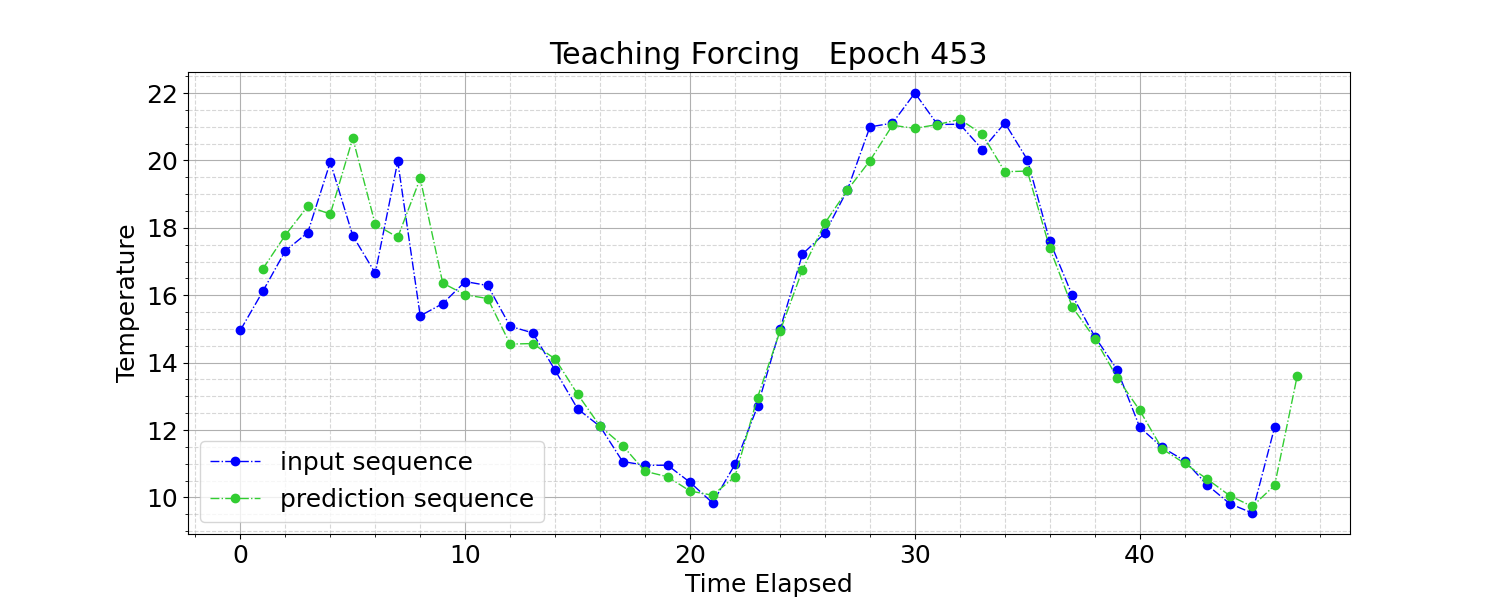 Teaching Forcing   Epoch 453
22
20
18
16
14
12
10
Temperature
input sequence
prediction sequence
0 10 20 30 40
Time Elapsed